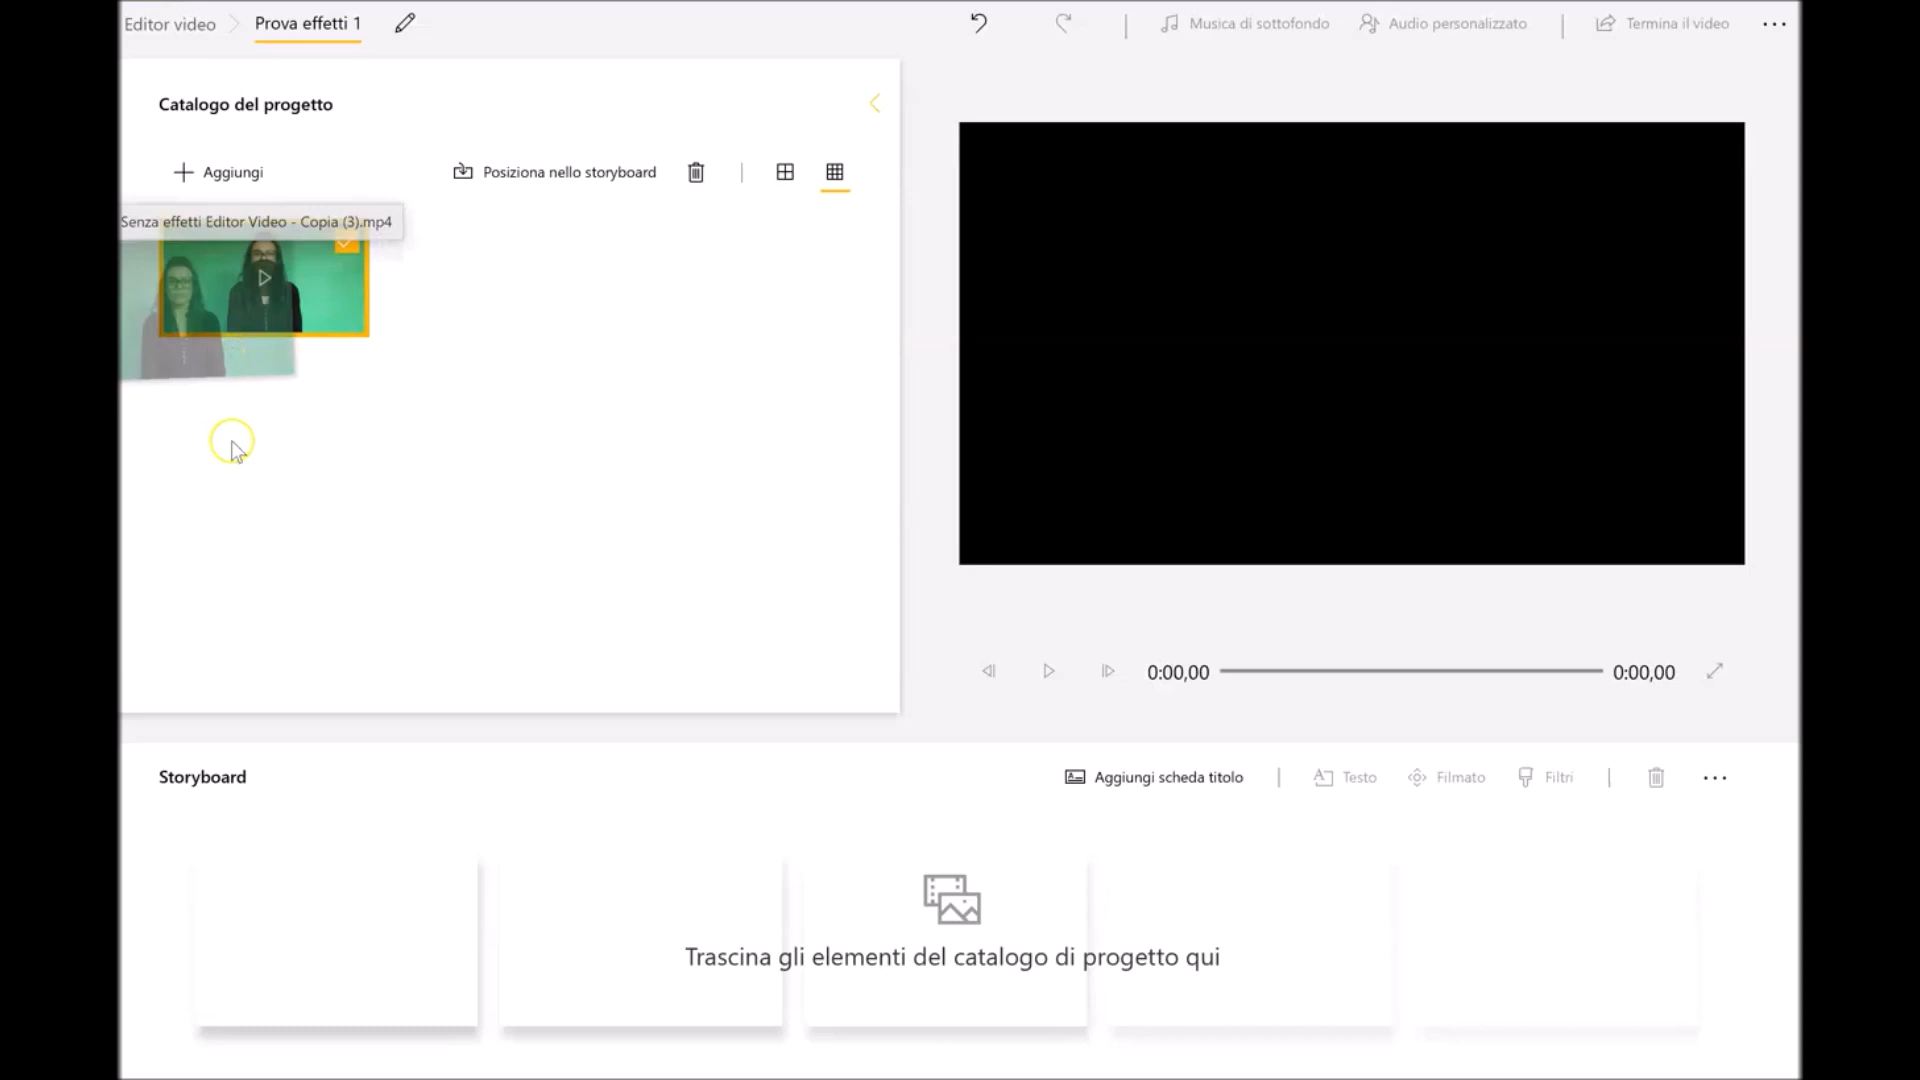 Editor video
Prova effetti 1
Musica di sottofondo
Audio personalizzato
Termina il video
Catalogo del progetto
Aggiungi
Posiziona nello storyboard
Senza effetti Editor Video - Copia (3).mp4
0:00,00
0:00,00
Storyboard
Aggiungi scheda titolo
Testo
Filmato
Filtri
Trascina gli elementi del catalogo di progetto qui